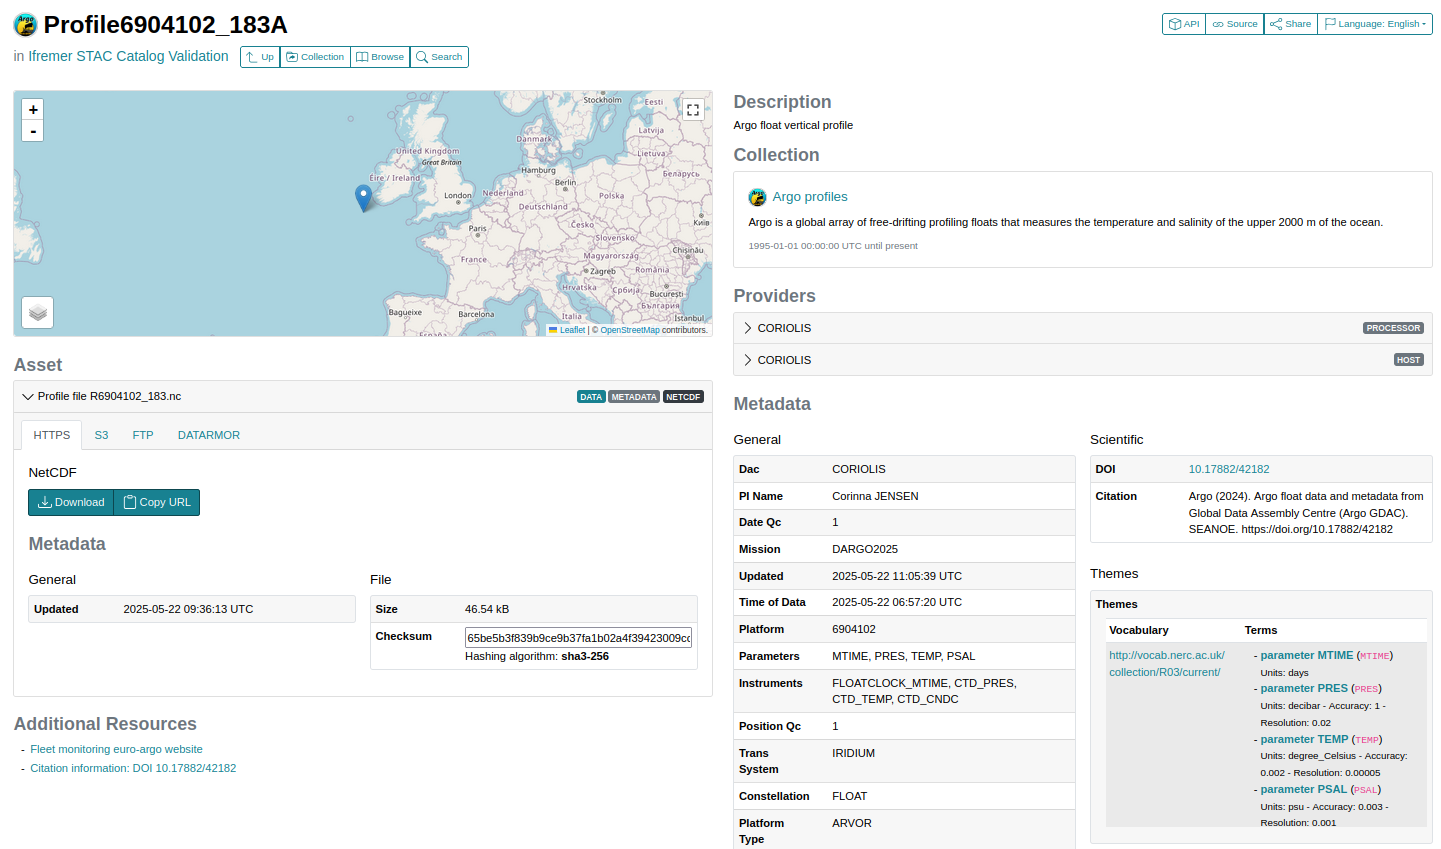 Profile6904102_183A
API
Source
Share
Language: English
in Ifremer STAC Catalog Validation
Up
Collection
Browse
Search
+
-
Stockholm
Eesti
Latvija
Lietuva
Danmark
United Kingdom
Great Britain
Éire / Ireland
Hamburg
Berlin
Беларусь
London
Nederland
Polska
Deutschland
Paris
Česko
Київ
Slovensko
France
Magyarország
Chișinău
Zagreb
România
Hrvatska
Србија
București
България
Bagueixe
Barcelona
Italia
İstanbul
España
Leaflet | © OpenStreetMap contributors.
Asset
Profile file R6904102_183.nc
DATA METADATA NETCDF
HTTPS S3 FTP DATARMOR
NetCDF
Download
Copy URL
Metadata
General
Updated 2025-05-22 09:36:13 UTC
File
Size 46.54 kB
Checksum 65be5b3f839b9ce9b37fa1b02a4f39423009cc
Hashing algorithm: sha3-256
Additional Resources
- Fleet monitoring euro-argo website
- Citation information: DOI 10.17882/42182
Description
Argo float vertical profile
Collection
Argo
Argo profiles
Argo is a global array of free-drifting profiling floats that measures the temperature and salinity of the upper 2000 m of the ocean.
1995-01-01 00:00:00 UTC until present
Providers
CORIOLIS PROCESSOR
CORIOLIS HOST
Metadata
General
Dac CORIOLIS
PI Name Corinna JENSEN
Date Qc 1
Mission DARGO2025
Updated 2025-05-22 11:05:39 UTC
Time of Data 2025-05-22 06:57:20 UTC
Platform 6904102
Parameters MTIME, PRES, TEMP, PSAL
Instruments FLOATCLOCK_MTIME, CTD_PRES,
CTD_TEMP, CTD_CNDC
Position Qc 1
Trans IRIDIUM
System
Constellation FLOAT
Platform ARVOR
Type
Scientific
DOI 10.17882/42182
Citation Argo (2024). Argo float data and metadata from
Global Data Assembly Centre (Argo GDAC).
SEANOE. https://doi.org/10.17882/42182
Themes
Themes
Vocabulary Terms
http://vocab.nerc.ac.uk/
collection/R03/current/
- parameter MTIME (MTIME)
Units: days
- parameter PRES (PRES)
Units: decibar - Accuracy: 1 -
Resolution: 0.02
- parameter TEMP (TEMP)
Units: degree_Celsius - Accuracy:
0.002 - Resolution: 0.00005
- parameter PSAL (PSAL)
Units: psu - Accuracy: 0.003 -
Resolution: 0.001